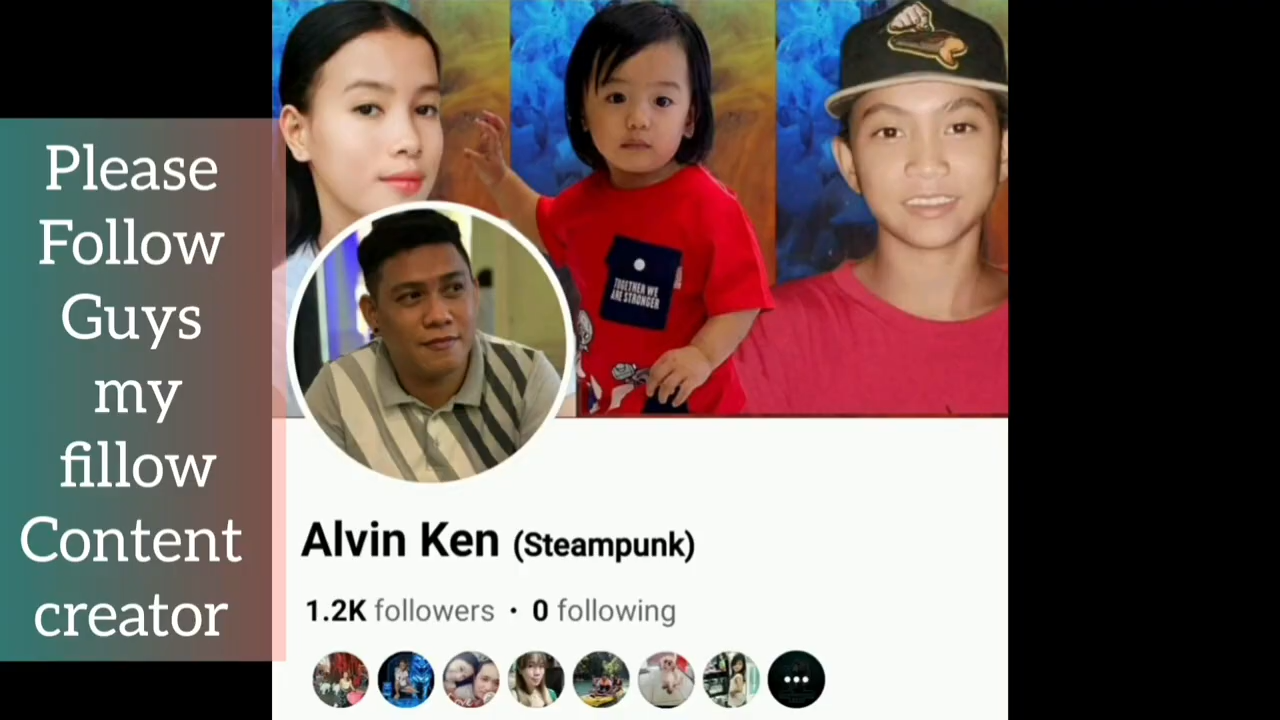 Please
Follow
Guys
my
fillow
Content
creator
TOGETHER WE
ARE STRONGER
Alvin Ken (Steampunk)
1.2K followers • 0 following